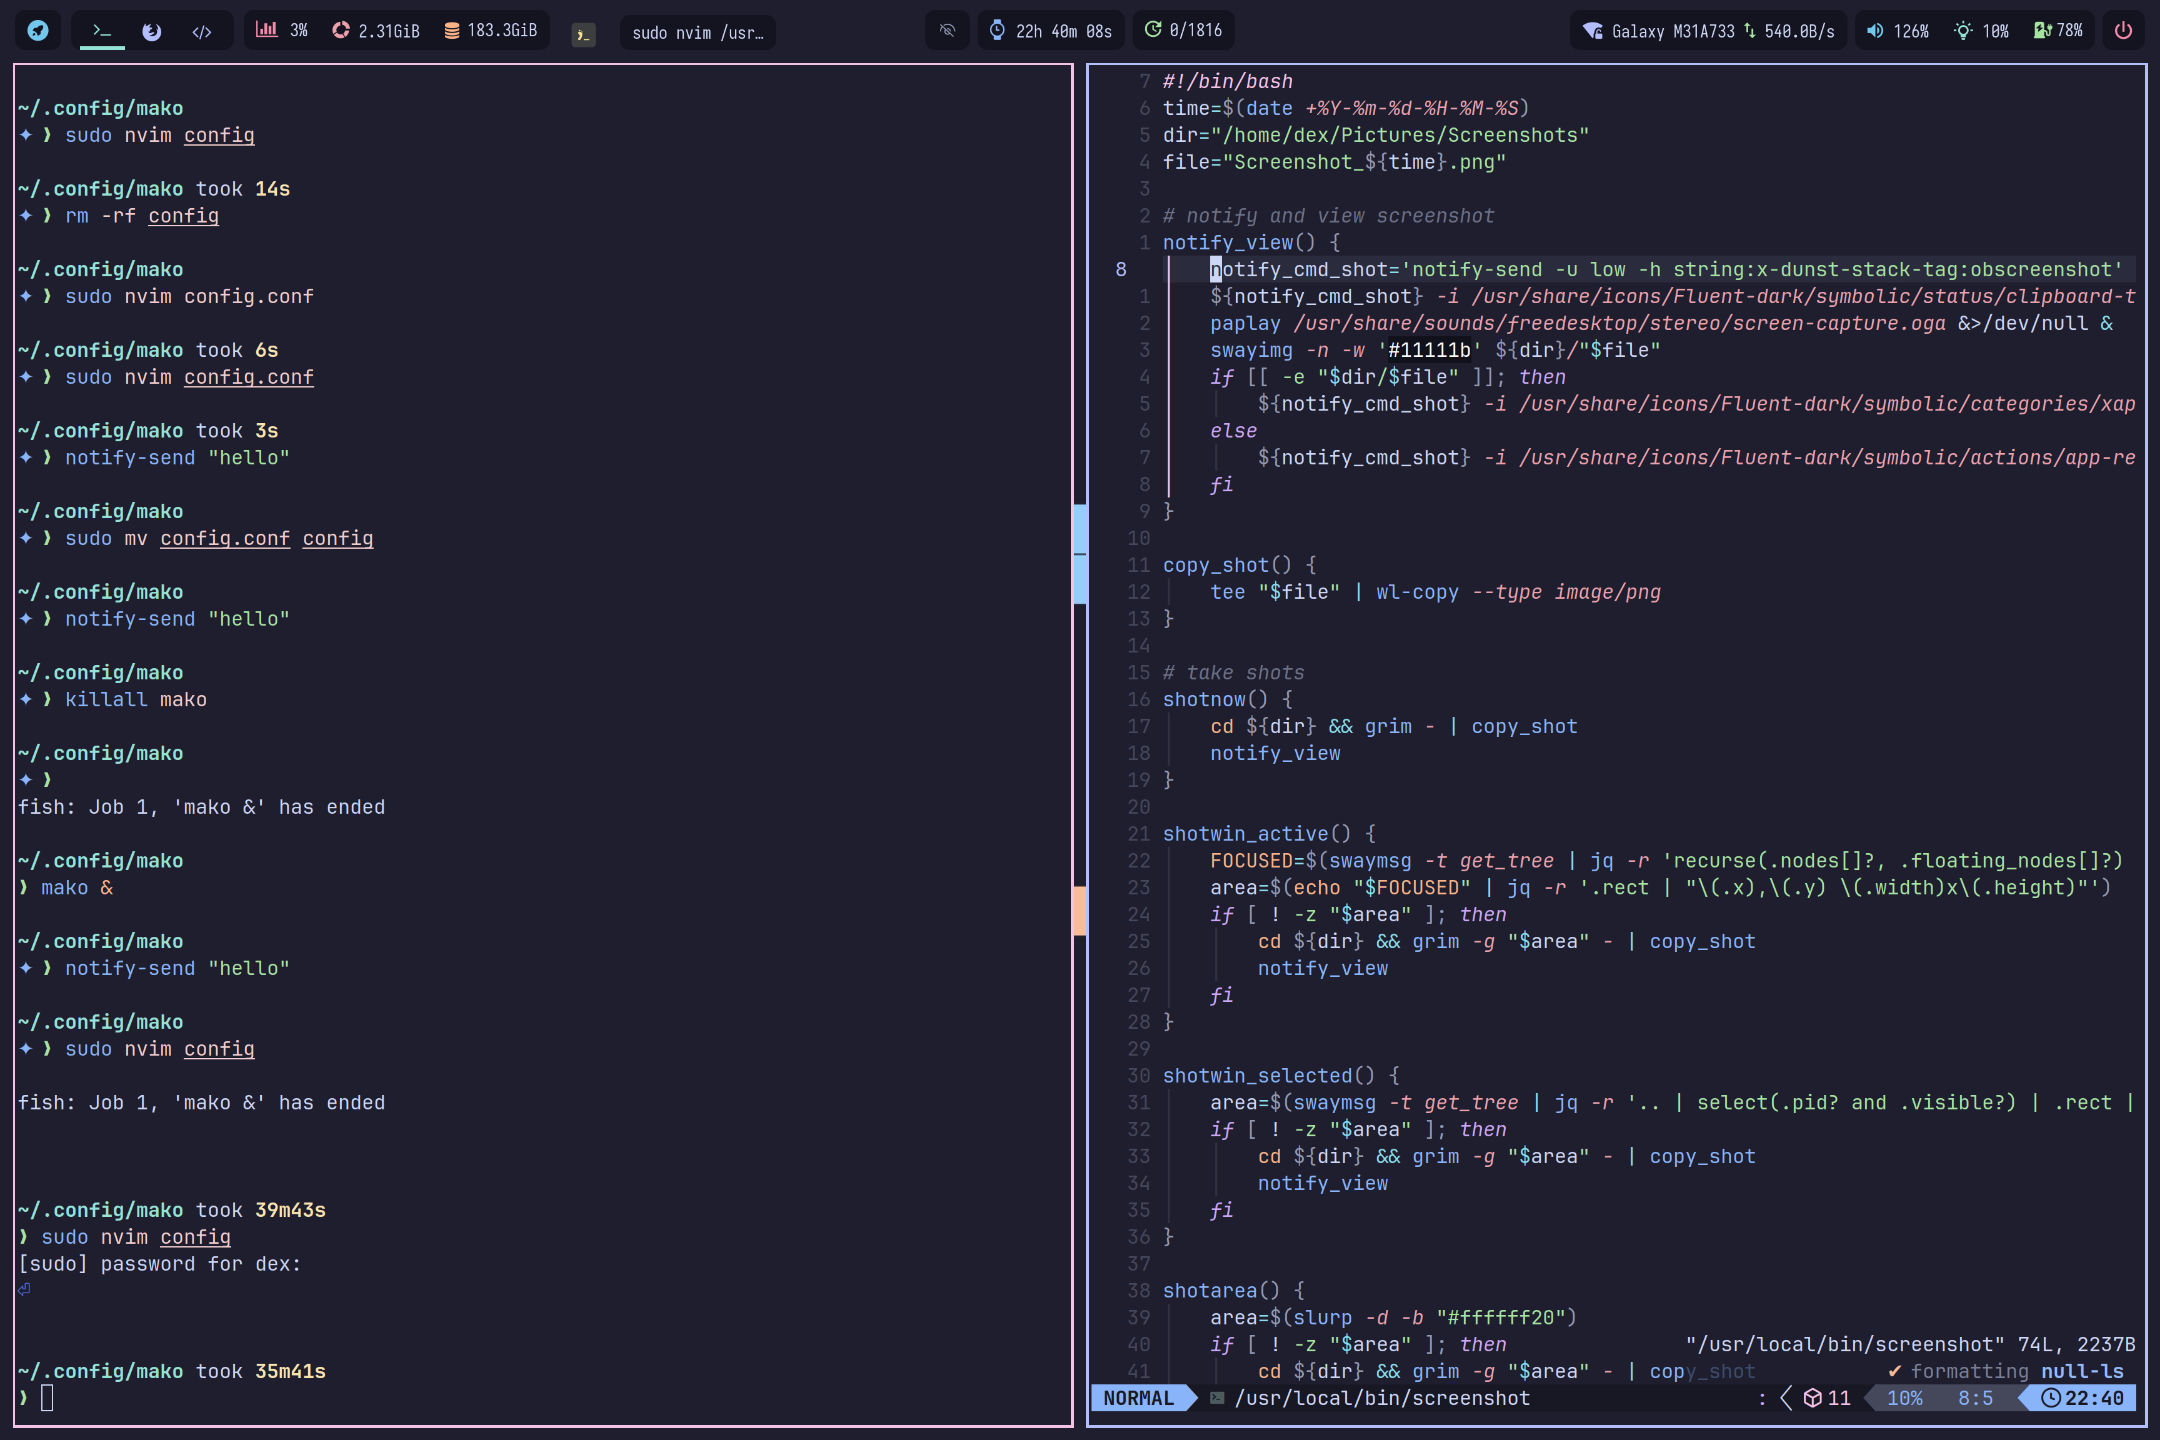 3% 2.31GiB 183.3GiB sudo nvim /usr… 22h 40m 08s 0/1816 Galaxy M31A733 540.0B/s 126% 10% 78%
~/.config/mako
✦ ❱ sudo nvim config
~/.config/mako took 14s
✦ ❱ rm -rf config
~/.config/mako
✦ ❱ sudo nvim config.conf
~/.config/mako took 6s
✦ ❱ sudo nvim config.conf
~/.config/mako took 3s
✦ ❱ notify-send "hello"
~/.config/mako
✦ ❱ sudo mv config.conf config
~/.config/mako
✦ ❱ notify-send "hello"
~/.config/mako
✦ ❱ killall mako
~/.config/mako
✦ ❱
fish: Job 1, 'mako &' has ended
~/.config/mako
❱ mako &
~/.config/mako
✦ ❱ notify-send "hello"
~/.config/mako
✦ ❱ sudo nvim config
fish: Job 1, 'mako &' has ended
~/.config/mako took 39m43s
❱ sudo nvim config
[sudo] password for dex:
⏎
~/.config/mako took 35m41s
❱
7 #!/bin/bash
6 time=$(date +%Y-%m-%d-%H-%M-%S)
5 dir="/home/dex/Pictures/Screenshots"
4 file="Screenshot_${time}.png"
3
2 # notify and view screenshot
1 notify_view() {
8 notify_cmd_shot='notify-send -u low -h string:x-dunst-stack-tag:obscreenshot'
1 ${notify_cmd_shot} -i /usr/share/icons/Fluent-dark/symbolic/status/clipboard-t
2 paplay /usr/share/sounds/freedesktop/stereo/screen-capture.oga &>/dev/null &
3 swayimg -n -w '#11111b' ${dir}/"$file"
4 if [[ -e "$dir/$file" ]]; then
5 ${notify_cmd_shot} -i /usr/share/icons/Fluent-dark/symbolic/categories/xap
6 else
7 ${notify_cmd_shot} -i /usr/share/icons/Fluent-dark/symbolic/actions/app-re
8 fi
9 }
10
11 copy_shot() {
12 tee "$file" | wl-copy --type image/png
13 }
14
15 # take shots
16 shotnow() {
17 cd ${dir} && grim - | copy_shot
18 notify_view
19 }
20
21 shotwin_active() {
22 FOCUSED=$(swaymsg -t get_tree | jq -r 'recurse(.nodes[]?, .floating_nodes[]?)
23 area=$(echo "$FOCUSED" | jq -r '.rect | "\(.x),\(.y) \(.width)x\(.height)"')
24 if [ ! -z "$area" ]; then
25 cd ${dir} && grim -g "$area" - | copy_shot
26 notify_view
27 fi
28 }
29
30 shotwin_selected() {
31 area=$(swaymsg -t get_tree | jq -r '.. | select(.pid? and .visible?) | .rect |
32 if [ ! -z "$area" ]; then
33 cd ${dir} && grim -g "$area" - | copy_shot
34 notify_view
35 fi
36 }
37
38 shotarea() {
39 area=$(slurp -d -b "#ffffff20")
40 if [ ! -z "$area" ]; then "/usr/local/bin/screenshot" 74L, 2237B
41 cd ${dir} && grim -g "$area" - | copy_shot ✔ formatting null-ls
NORMAL /usr/local/bin/screenshot : 11 10% 8:5 22:40